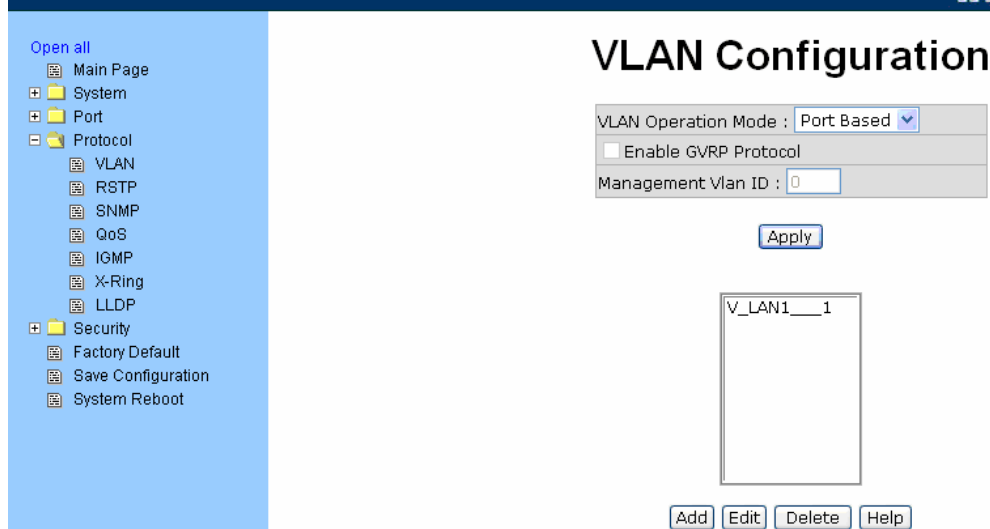 Open all
Main Page
System
Port
Protocol
VLAN
RSTP
SNMP
QoS
IGMP
X-Ring
LLDP
Security
Factory Default
Save Configuration
System Reboot
VLAN Configuration
VLAN Operation Mode : Port Based
Enable GVRP Protocol
Management Vlan ID : 0
Apply
V_LAN1___1
Add Edit Delete Help